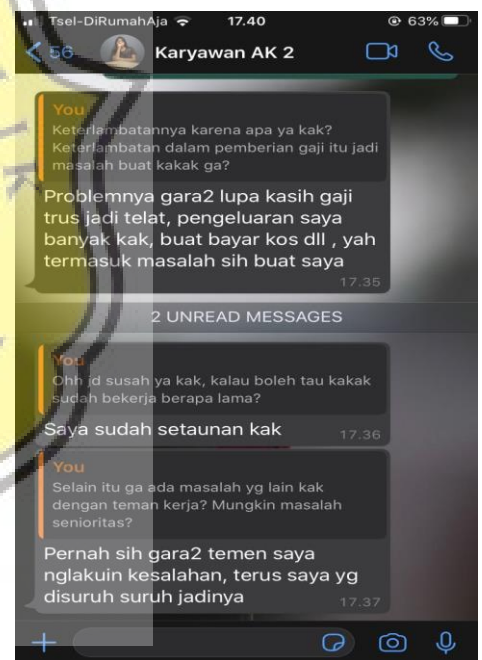 Tsel-DiRumahAja 17.40 63%
56 Karyawan AK 2
You
Keterlambatannya karena apa ya kak?
Keterlambatan dalam pemberian gaji itu jadi
masalah buat kakak ga?
Problemnya gara2 lupa kasih gaji
trus jadi telat, pengeluaran saya
banyak kak, buat bayar kos dll , yah
termasuk masalah sih buat saya
17.35
2 UNREAD MESSAGES
You
Ohh jd susah ya kak, kalau boleh tau kakak
sudah bekerja berapa lama?
Saya sudah setaunan kak 17.36
You
Selain itu ga ada masalah yg lain kak
dengan teman kerja? Mungkin masalah
senioritas?
Pernah sih gara2 temen saya
nglakuin kesalahan, terus saya yg
disuruh suruh jadinya 17.37